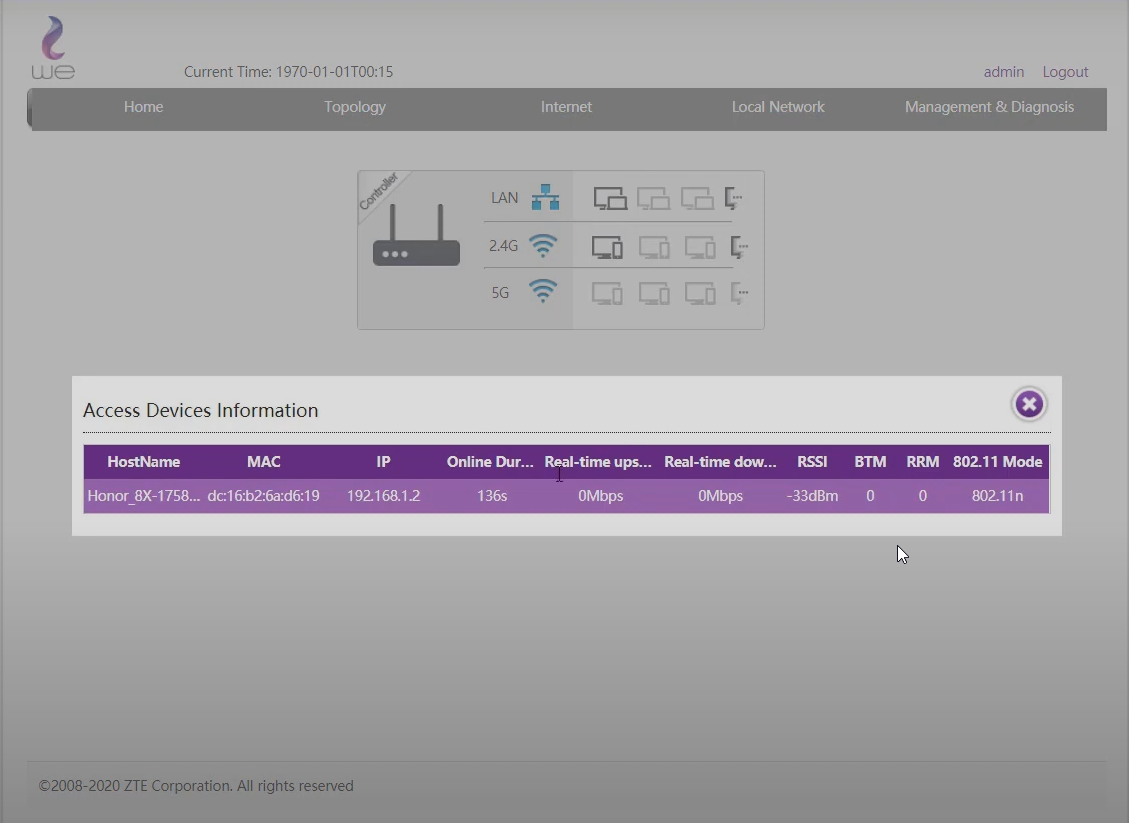 we
Current Time: 1970-01-01T00:15
admin Logout
Home Topology Internet Local Network Management & Diagnosis
Controller
LAN
2.4G
5G
Access Devices Information
HostName MAC IP Online Dur... Real-time ups... Real-time dow... RSSI BTM RRM 802.11 Mode
Honor_8X-1758... dc:16:b2:6a:d6:19 192.168.1.2 136s 0Mbps 0Mbps -33dBm 0 0 802.11n
©2008-2020 ZTE Corporation. All rights reserved